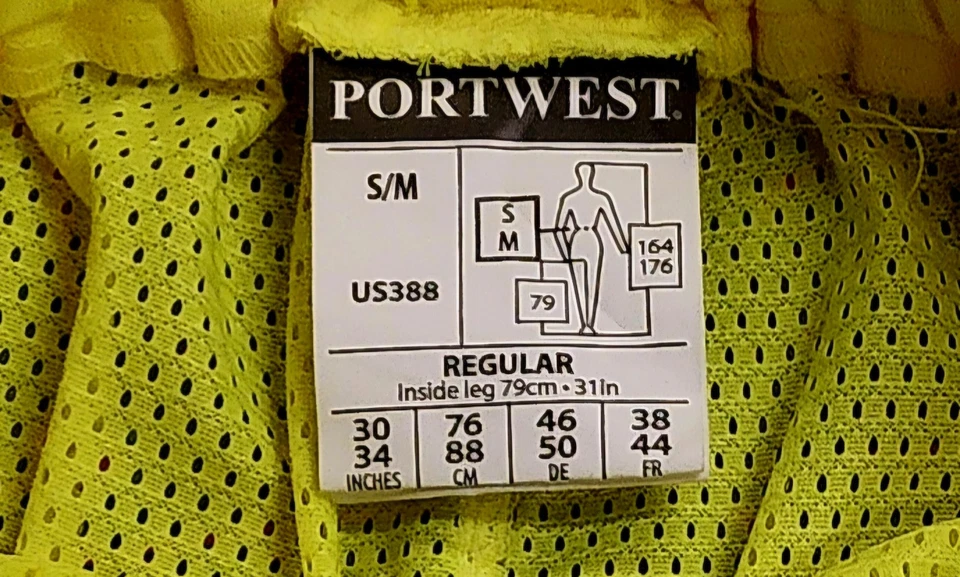 PORTWEST®
S/M
US388
S
M
164
176
79
REGULAR
Inside leg 79cm • 31in
30 76 46 38
34 88 50 44
INCHES CM DE FR